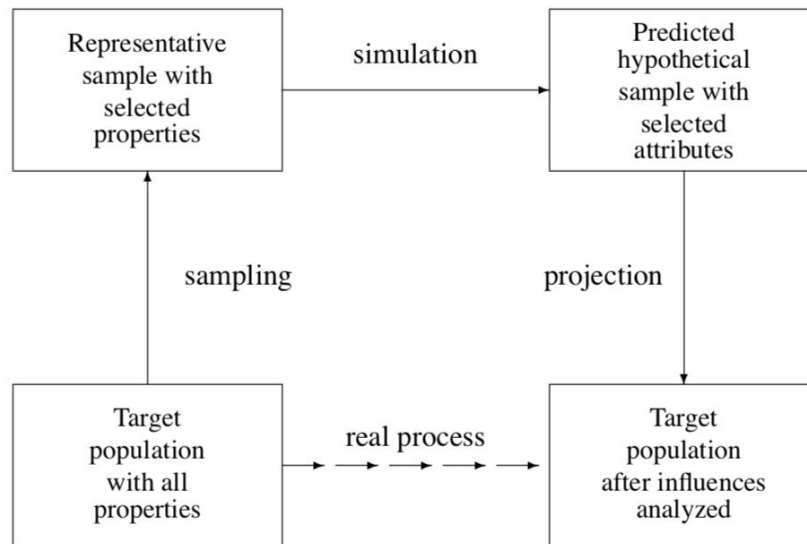 Representative
sample with
selected
properties
simulation
Predicted
hypothetical
sample with
selected
attributes
sampling
projection
Target
population
with all
properties
real process
Target
population
after influences
analyzed